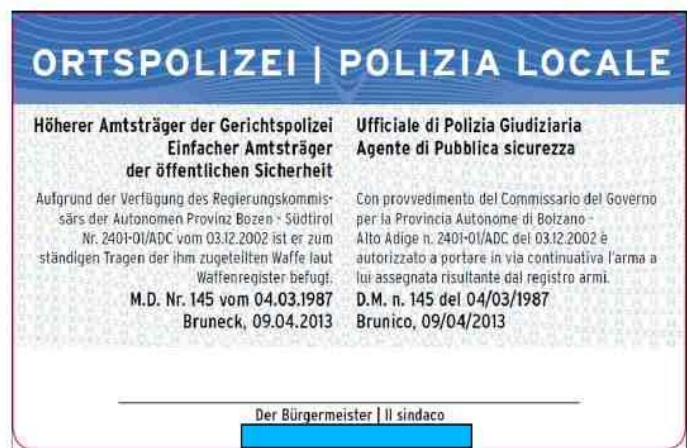 ORTSPOLIZEI | POLIZIA LOCALE
Höherer Amtsträger der Gerichtspolizei
Einfacher Amtsträger
der öffentlichen Sicherheit
Aufgrund der Verfügung des Regierungskommis-
särs der Autonomen Provinz Bozen - Südtirol
Nr. 2401-01/ADC vom 03.12.2002 ist er zum
ständigen Tragen der ihm zugeteilten Waffe laut
Waffenregister befugt.
M.D. Nr. 145 vom 04.03.1987
Bruneck, 09.04.2013
Ufficiale di Polizia Giudiziaria
Agente di Pubblica sicurezza
Con provvedimento del Commissario del Governo
per la Provincia Autonome di Bolzano -
Alto Adige n. 2401-01/ADC del 03.12.2002 è
autorizzato a portare in via continuativa l'arma a
lui assegnata risultante dal registro armi.
D.M. n. 145 del 04/03/1987
Brunico, 09/04/2013
Der Bürgermeister | Il sindaco